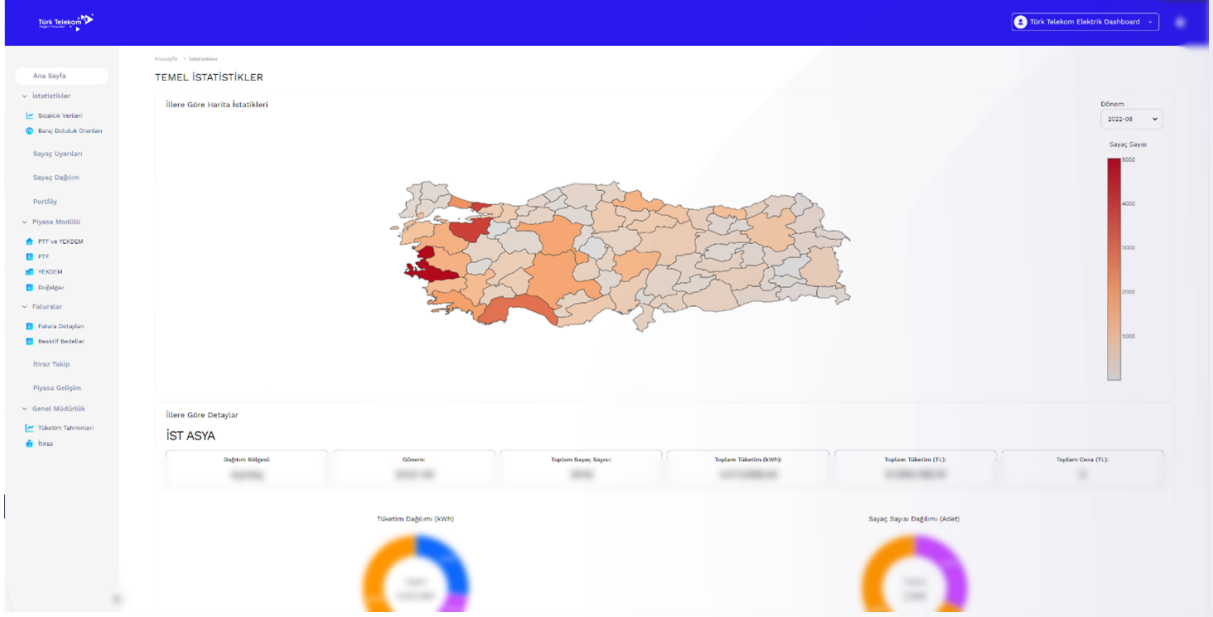 Türk Telekom
Türk Telekom Elektrik Dashboard
Ana Sayfa
İstatistikler
Sıcaklık Verileri
Baraj Doluluk Oranları
Sayaç Uyarıları
Sayaç Dağılım
Portföy
Piyasa Modülü
PTF ve YEKDEM
PTF
YEKDEM
Doğalgaz
Faturalar
Fatura Detayları
Reaktif Bedeller
İtiraz Takip
Piyasa Gelişim
Genel Müdürlük
Tüketim Tahminleri
İtiraz
Anasayfa > İstatistikler
TEMEL İSTATİSTİKLER
İllere Göre Harita İstatikleri
Dönem
2022-08
Sayaç Sayısı
5000
4000
3000
2000
1000
İllere Göre Detaylar
İST ASYA
Dağıtım Bölgesi
Dönem:
Toplam Sayaç Sayısı:
Toplam Tüketim (kWh):
Toplam Tüketim (TL):
Toplam Ceza (TL):
Tüketim Dağılımı (kWh)
Sayaç Sayısı Dağılımı (Adet)